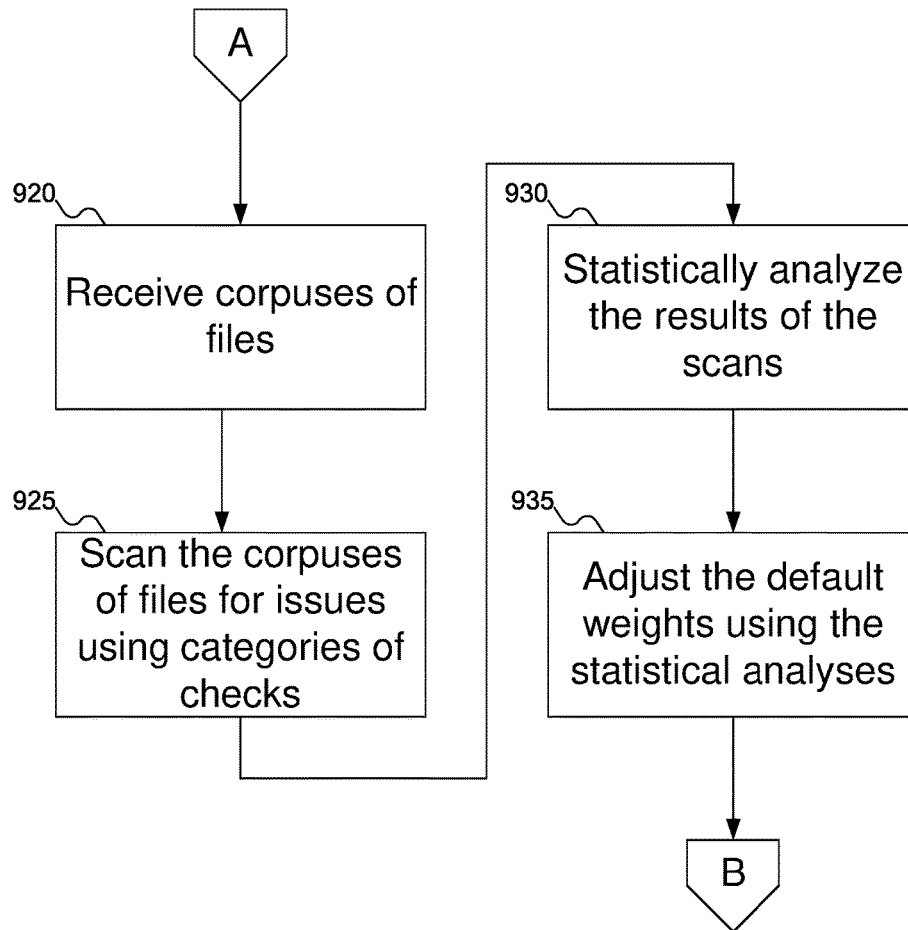 A
920
Receive corpuses of
files
925
Scan the corpuses
of files for issues
using categories of
checks
930
Statistically analyze
the results of the
scans
935
Adjust the default
weights using the
statistical analyses
B